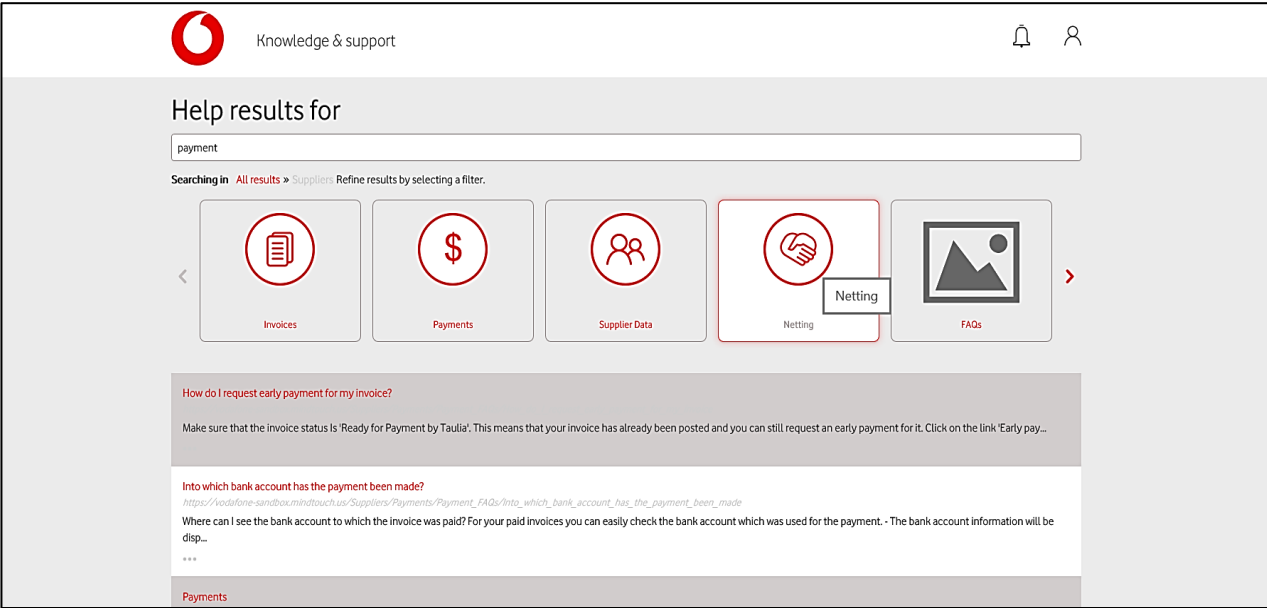 Knowledge & support
Help results for
payment
Searching in All results » Suppliers Refine results by selecting a filter.
$
Invoices
Payments
Supplier Data
Netting
Netting
FAQs
How do I request early payment for my invoice?
Make sure that the invoice status Is 'Ready for Payment by Taulia'. This means that your invoice has already been posted and you can still request an early payment for it. Click on the link 'Early pay...
Into which bank account has the payment been made?
https://vodafone-sandbox.mindtouch.us/Suppliers/Payments/Payment_FAQs/Into_which_bank_account_has_the_payment_been_made
Where can I see the bank account to which the invoice was paid? For your paid invoices you can easily check the bank account which was used for the payment. - The bank account information will be
disp...
Payments